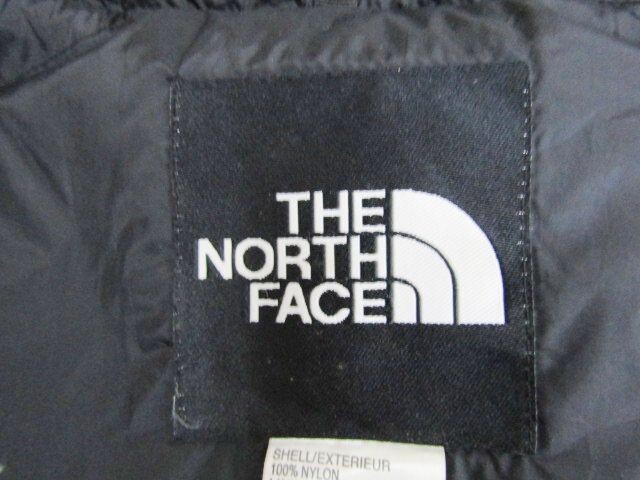 THE
NORTH
FACE
SHELL/EXTERIEUR
100% NYLON